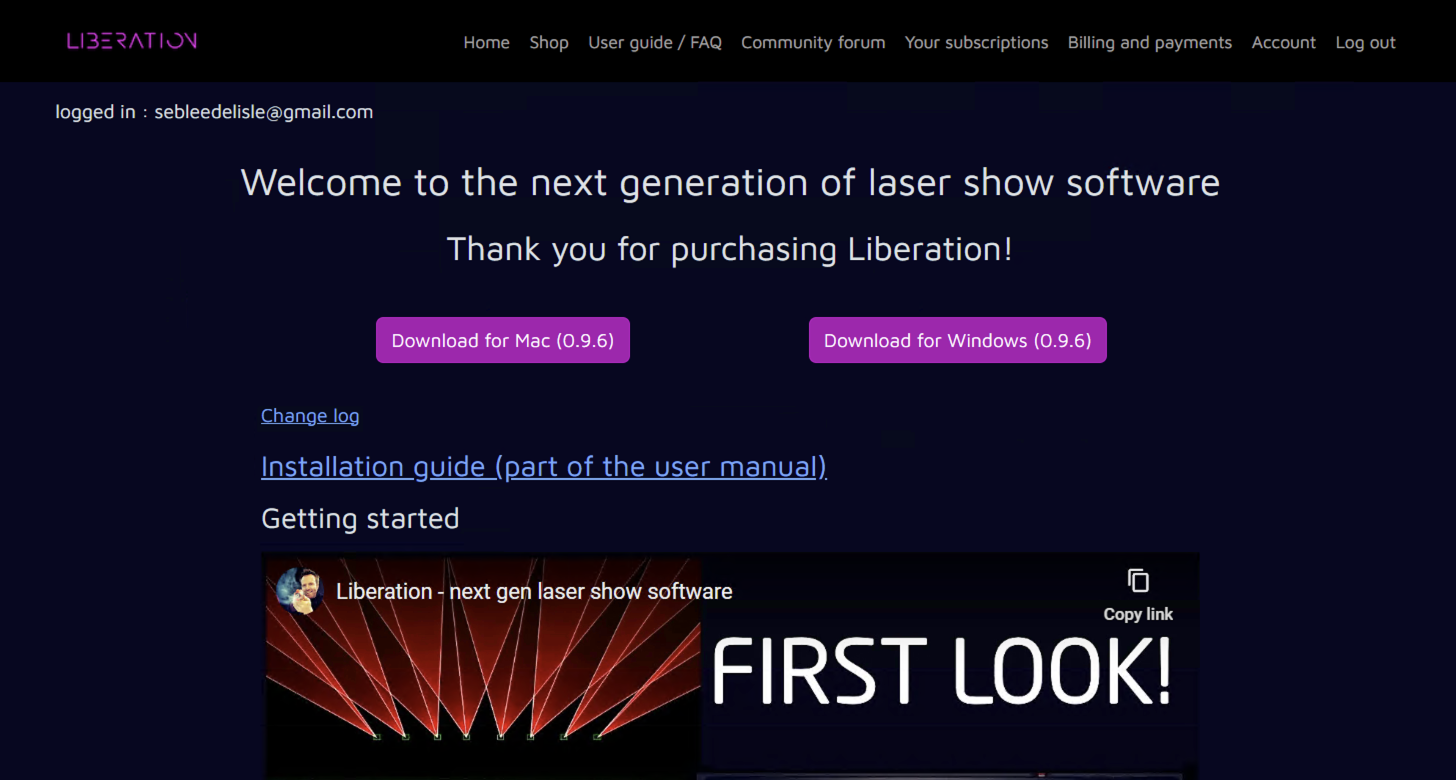 LIBERATION
Home Shop User guide / FAQ Community forum Your subscriptions Billing and payments Account Log out
logged in : sebleedelisle@gmail.com
Welcome to the next generation of laser show software
Thank you for purchasing Liberation!
Download for Mac (0.9.6) Download for Windows (0.9.6)
Change log
Installation guide (part of the user manual)
Getting started
Liberation - next gen laser show software
Copy link
FIRST LOOK!